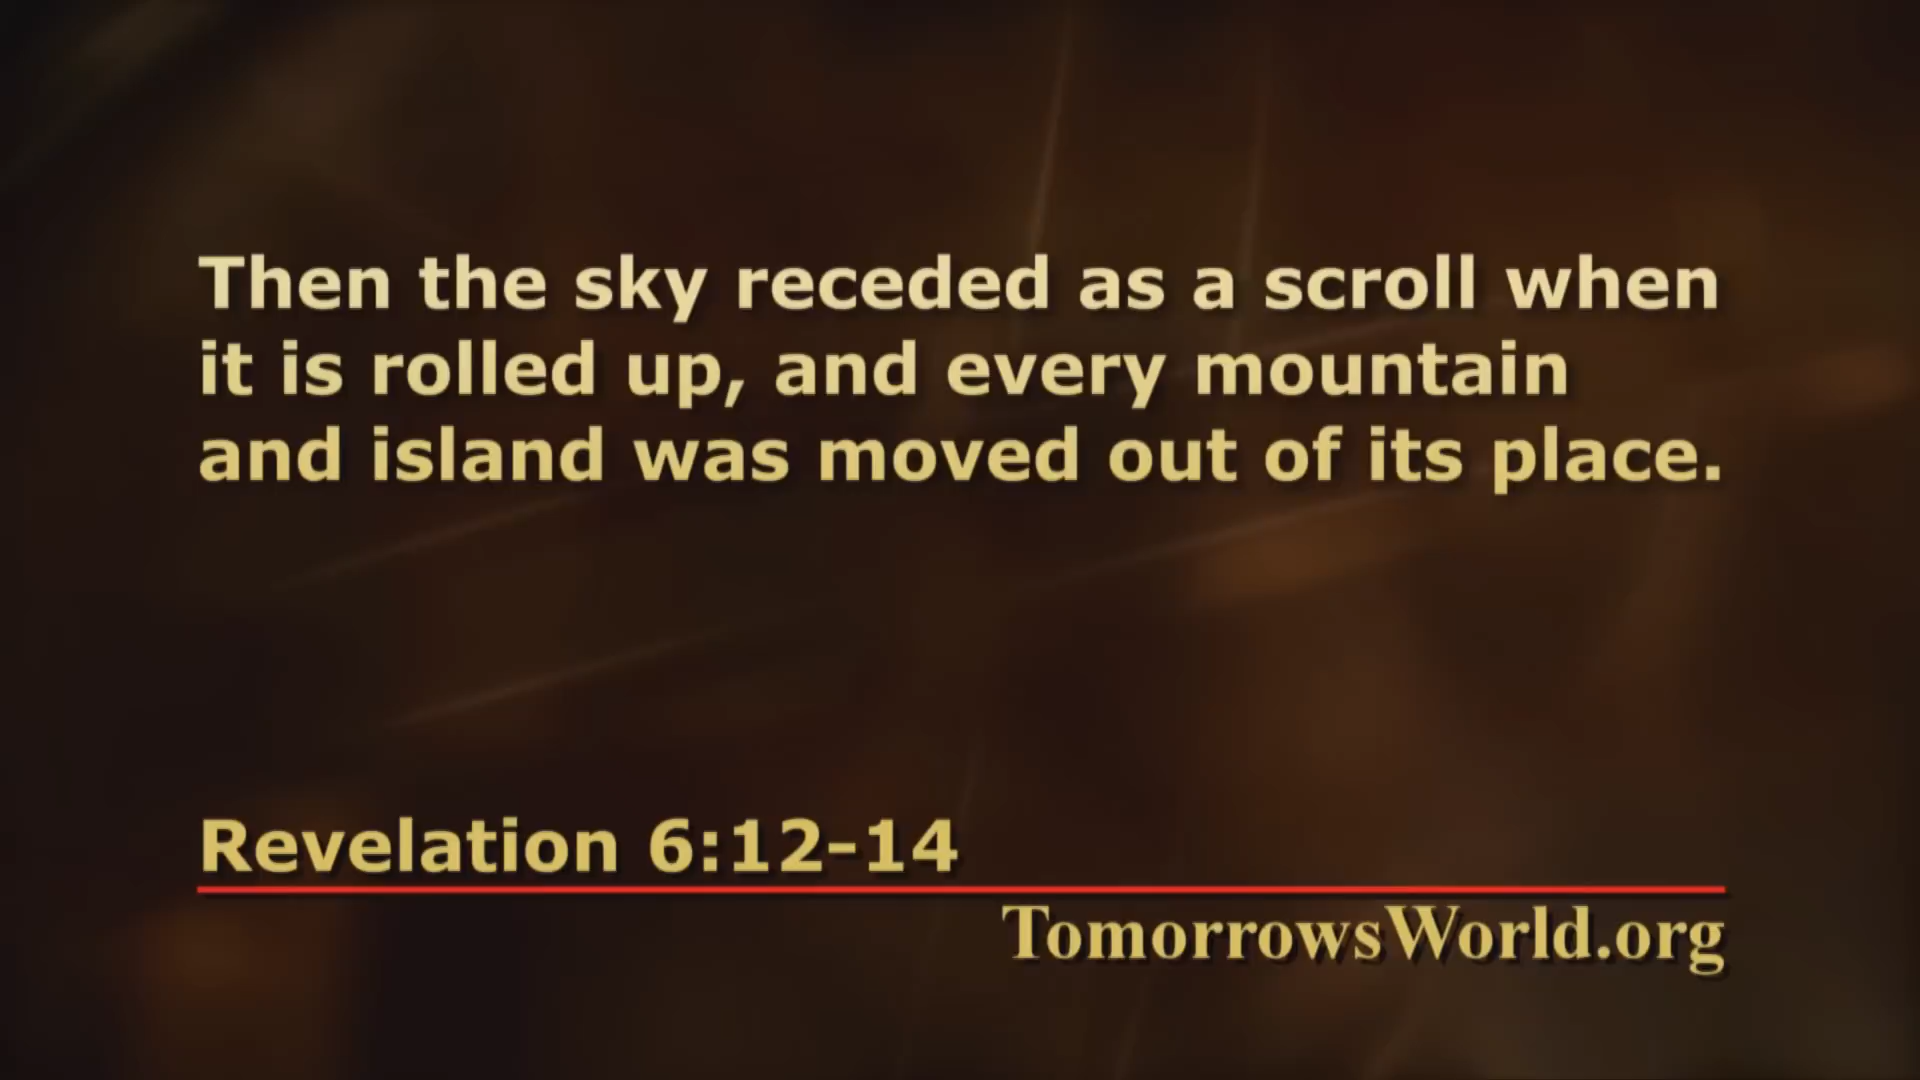 Then the sky receded as a scroll when
it is rolled up, and every mountain
and island was moved out of its place.
Revelation 6:12-14
TomorrowsWorld.org